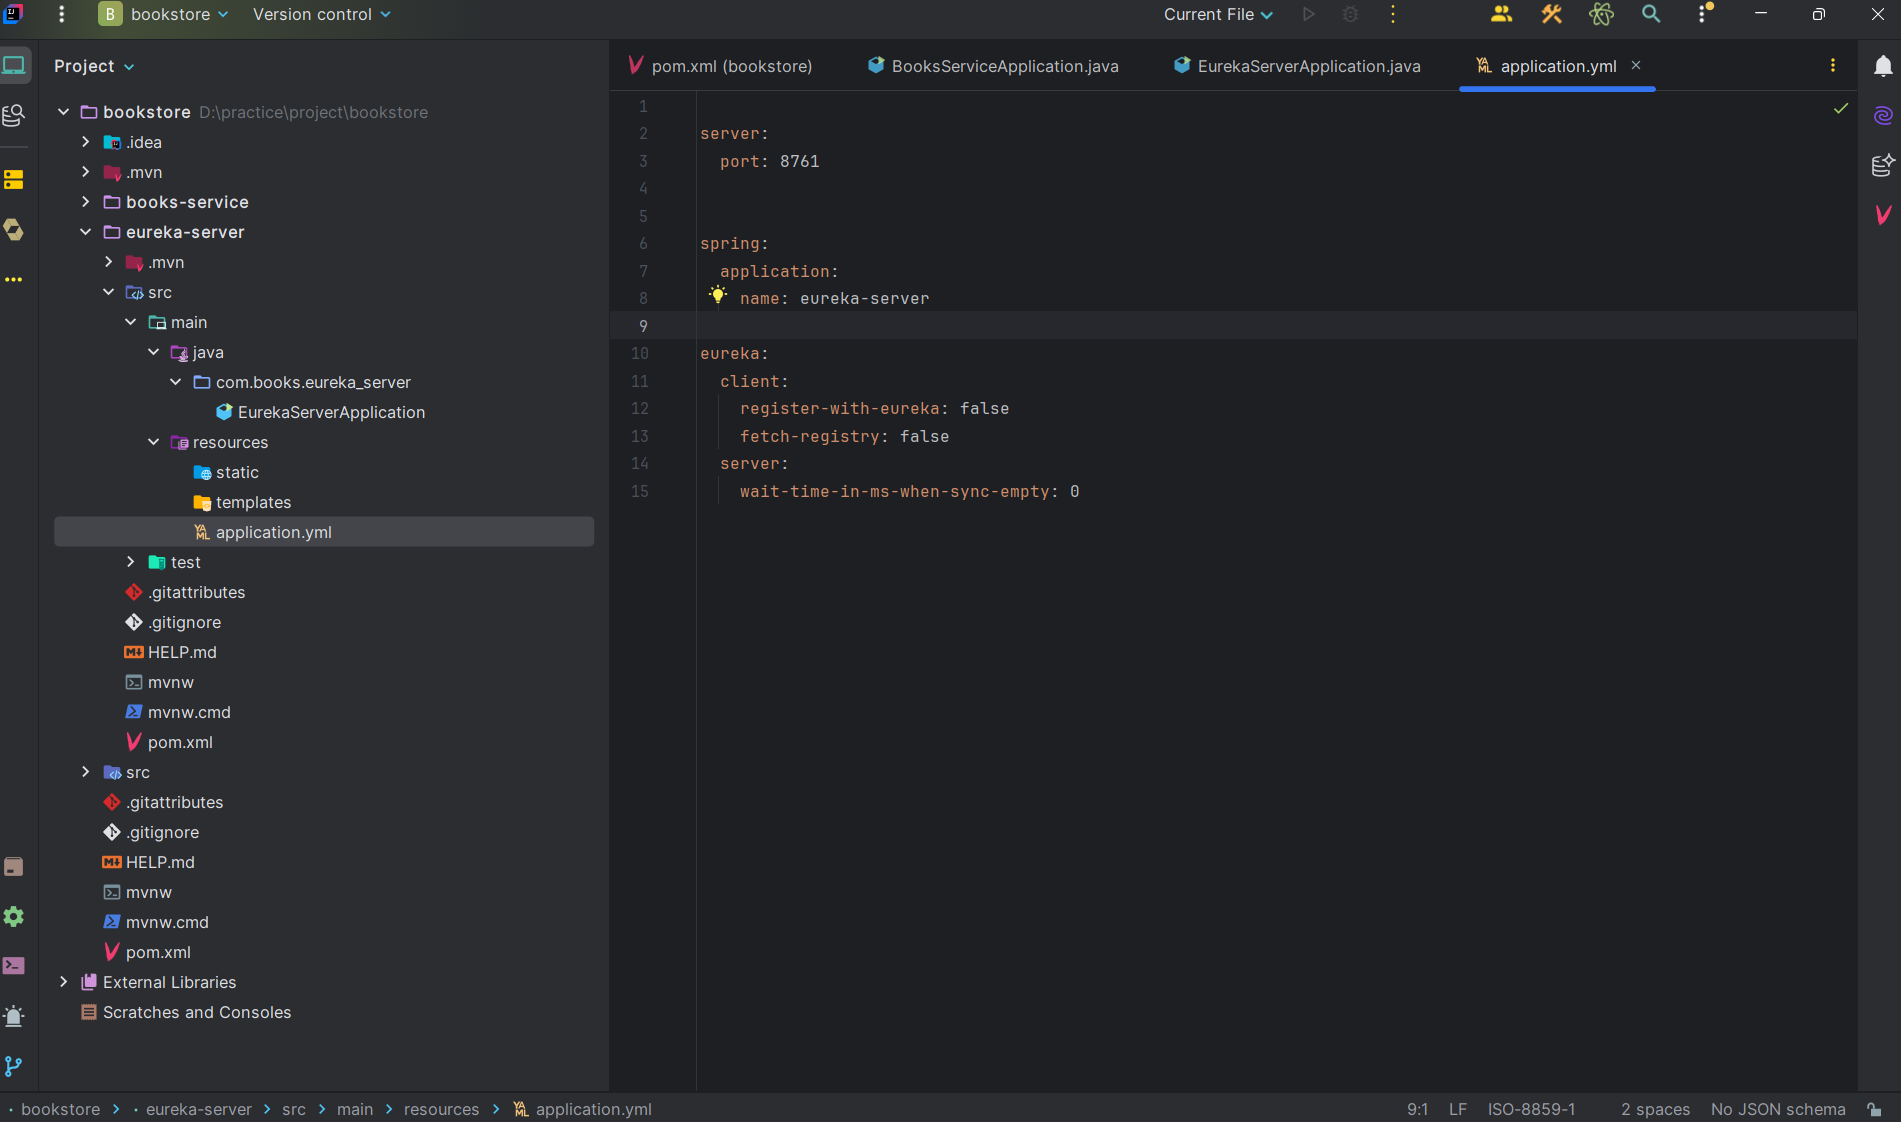 B bookstore Version control Current File
Project
pom.xml (bookstore) BooksServiceApplication.java EurekaServerApplication.java application.yml
bookstore D:\practice\project\bookstore
.idea
.mvn
books-service
eureka-server
.mvn
src
main
java
com.books.eureka_server
EurekaServerApplication
resources
static
templates
application.yml
test
.gitattributes
.gitignore
HELP.md
mvnw
mvnw.cmd
pom.xml
src
.gitattributes
.gitignore
HELP.md
mvnw
mvnw.cmd
pom.xml
External Libraries
Scratches and Consoles
1
2 server:
3   port: 8761
4
5
6 spring:
7   application:
8     name: eureka-server
9
10 eureka:
11   client:
12     register-with-eureka: false
13     fetch-registry: false
14   server:
15     wait-time-in-ms-when-sync-empty: 0
bookstore eureka-server src main resources application.yml 9:1 LF ISO-8859-1 2 spaces No JSON schema